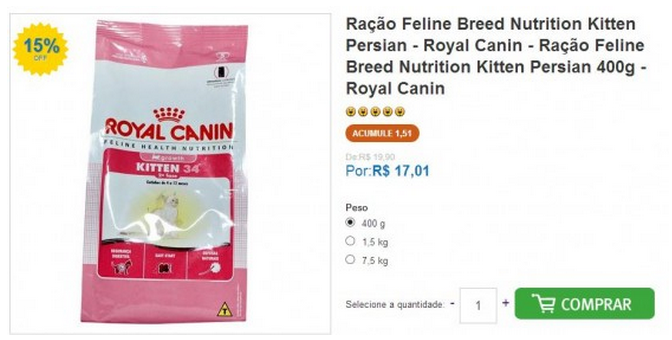 15%
OFF
ROYAL CANIN
FELINE HEALTH NUTRITION
growth
KITTEN 34
Ração Feline Breed Nutrition Kitten
Persian - Royal Canin - Ração Feline
Breed Nutrition Kitten Persian 400g -
Royal Canin
ACUMULE 1,51
De:R$ 19,90
Por:R$ 17,01
Peso
400 g
1,5 kg
7,5 kg
Selecione a quantidade: - 1 + COMPRAR